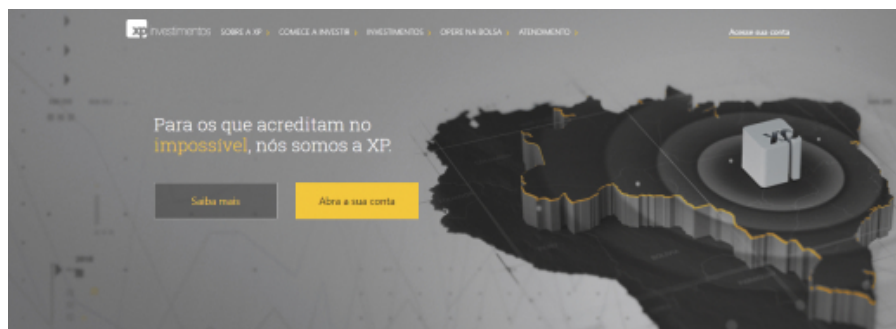 xp investimentos SOBRE A XP COMECE A INVESTIR INVESTIMENTOS OPERE NA BOLSA ATENDIMENTO Acesse sua conta
Para os que acreditam no
impossível, nós somos a XP.
Saiba mais Abra a sua conta
XP